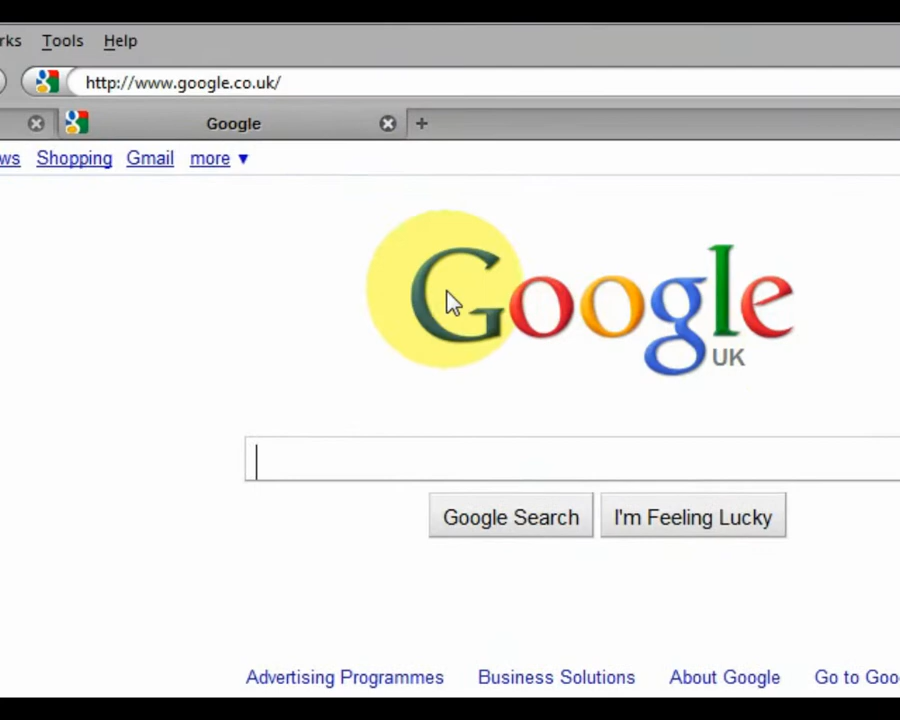 rks Tools Help
http://www.google.co.uk/
Google
ws Shopping Gmail more ▼
Google
UK
Google Search I'm Feeling Lucky
Advertising Programmes Business Solutions About Google Go to Goo